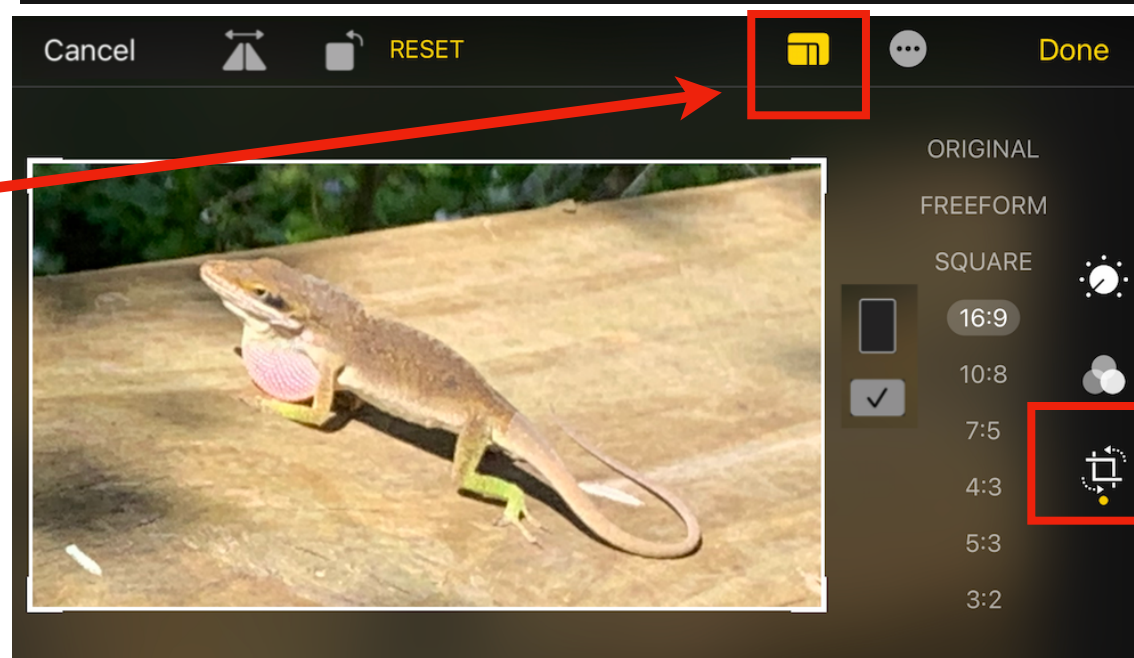 Cancel
RESET
Done
ORIGINAL
FREEFORM
SQUARE
16:9
10:8
7:5
4:3
5:3
3:2